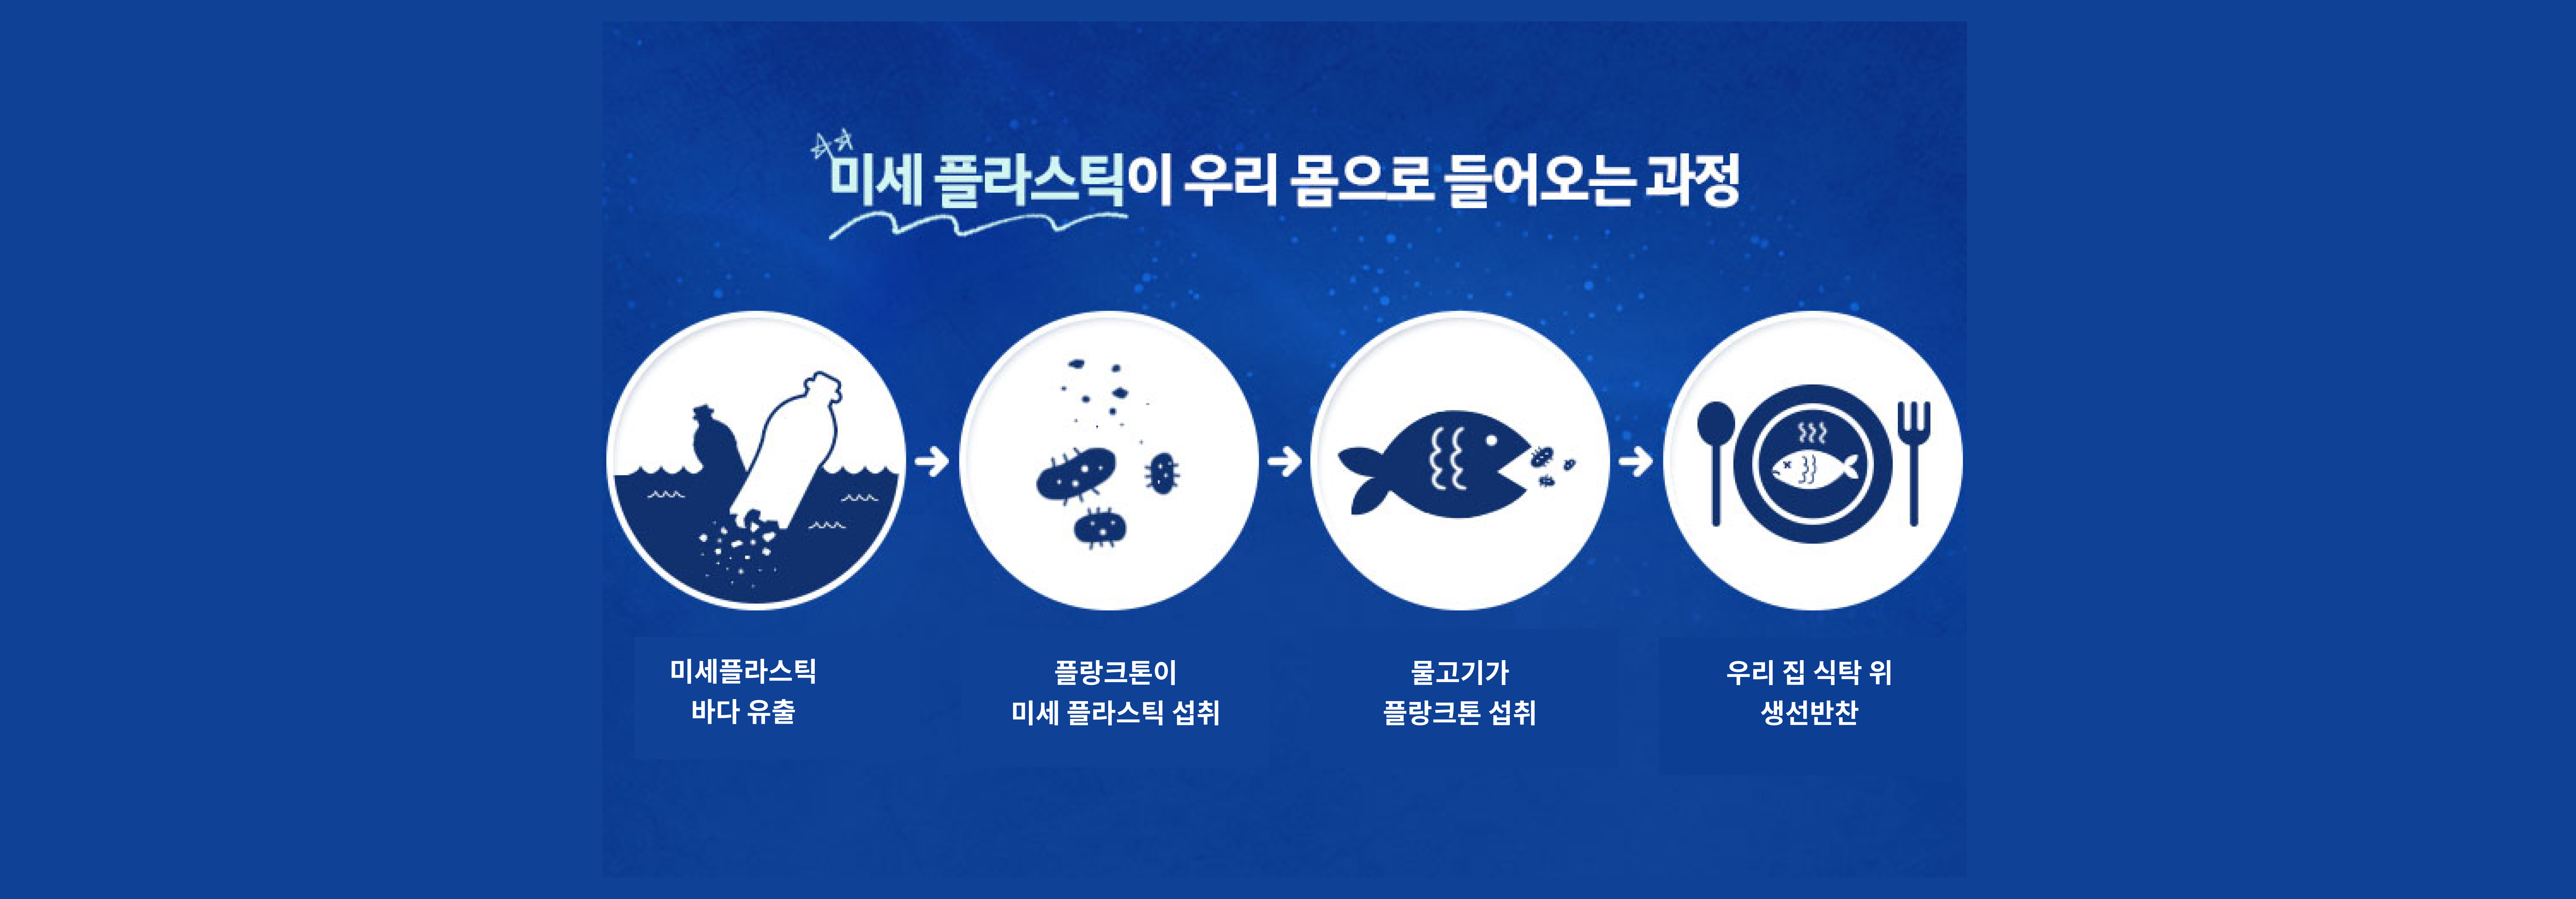 미세 플라스틱이 우리 몸으로 들어오는 과정
미세플라스틱
바다 유출
플랑크톤이
미세 플라스틱 섭취
물고기가
플랑크톤 섭취
우리 집 식탁 위
생선반찬